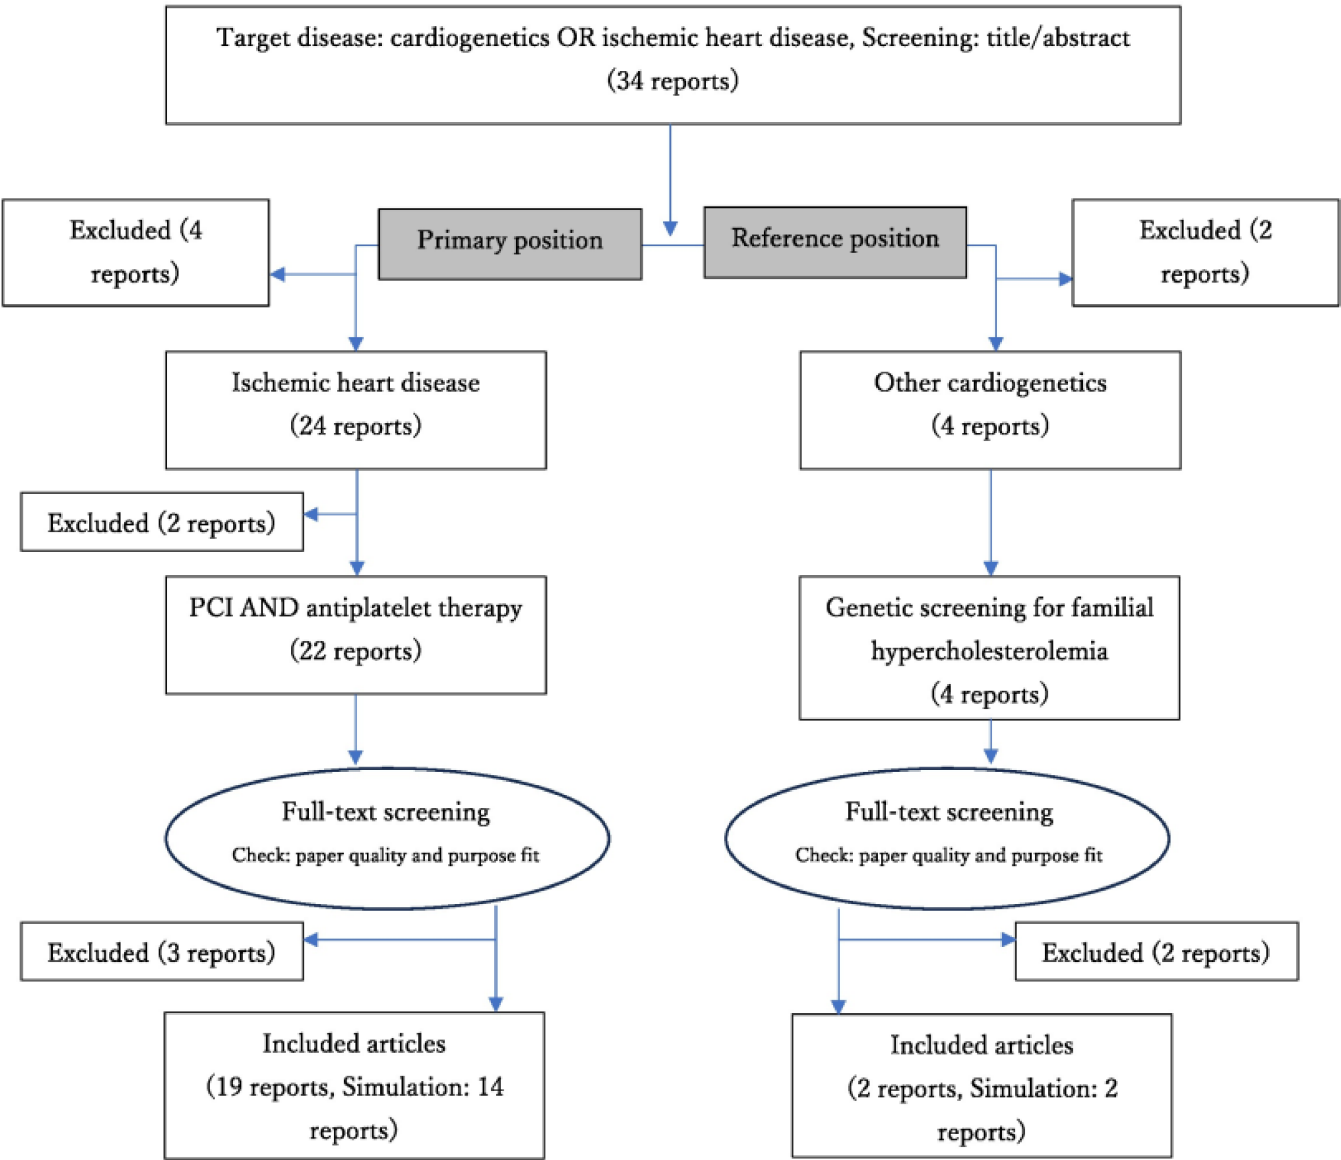 Target disease: cardiogenetics OR ischemic heart disease, Screening: title/abstract
(34 reports)
Excluded (4
reports)
Primary position
Reference position
Excluded (2
reports)
Ischemic heart disease
(24 reports)
Other cardiogenetics
(4 reports)
Excluded (2 reports)
PCI AND antiplatelet therapy
(22 reports)
Genetic screening for familial
hypercholesterolemia
(4 reports)
Full-text screening
Check: paper quality and purpose fit
Full-text screening
Check: paper quality and purpose fit
Excluded (3 reports)
Excluded (2 reports)
Included articles
(19 reports, Simulation: 14
reports)
Included articles
(2 reports, Simulation: 2
reports)